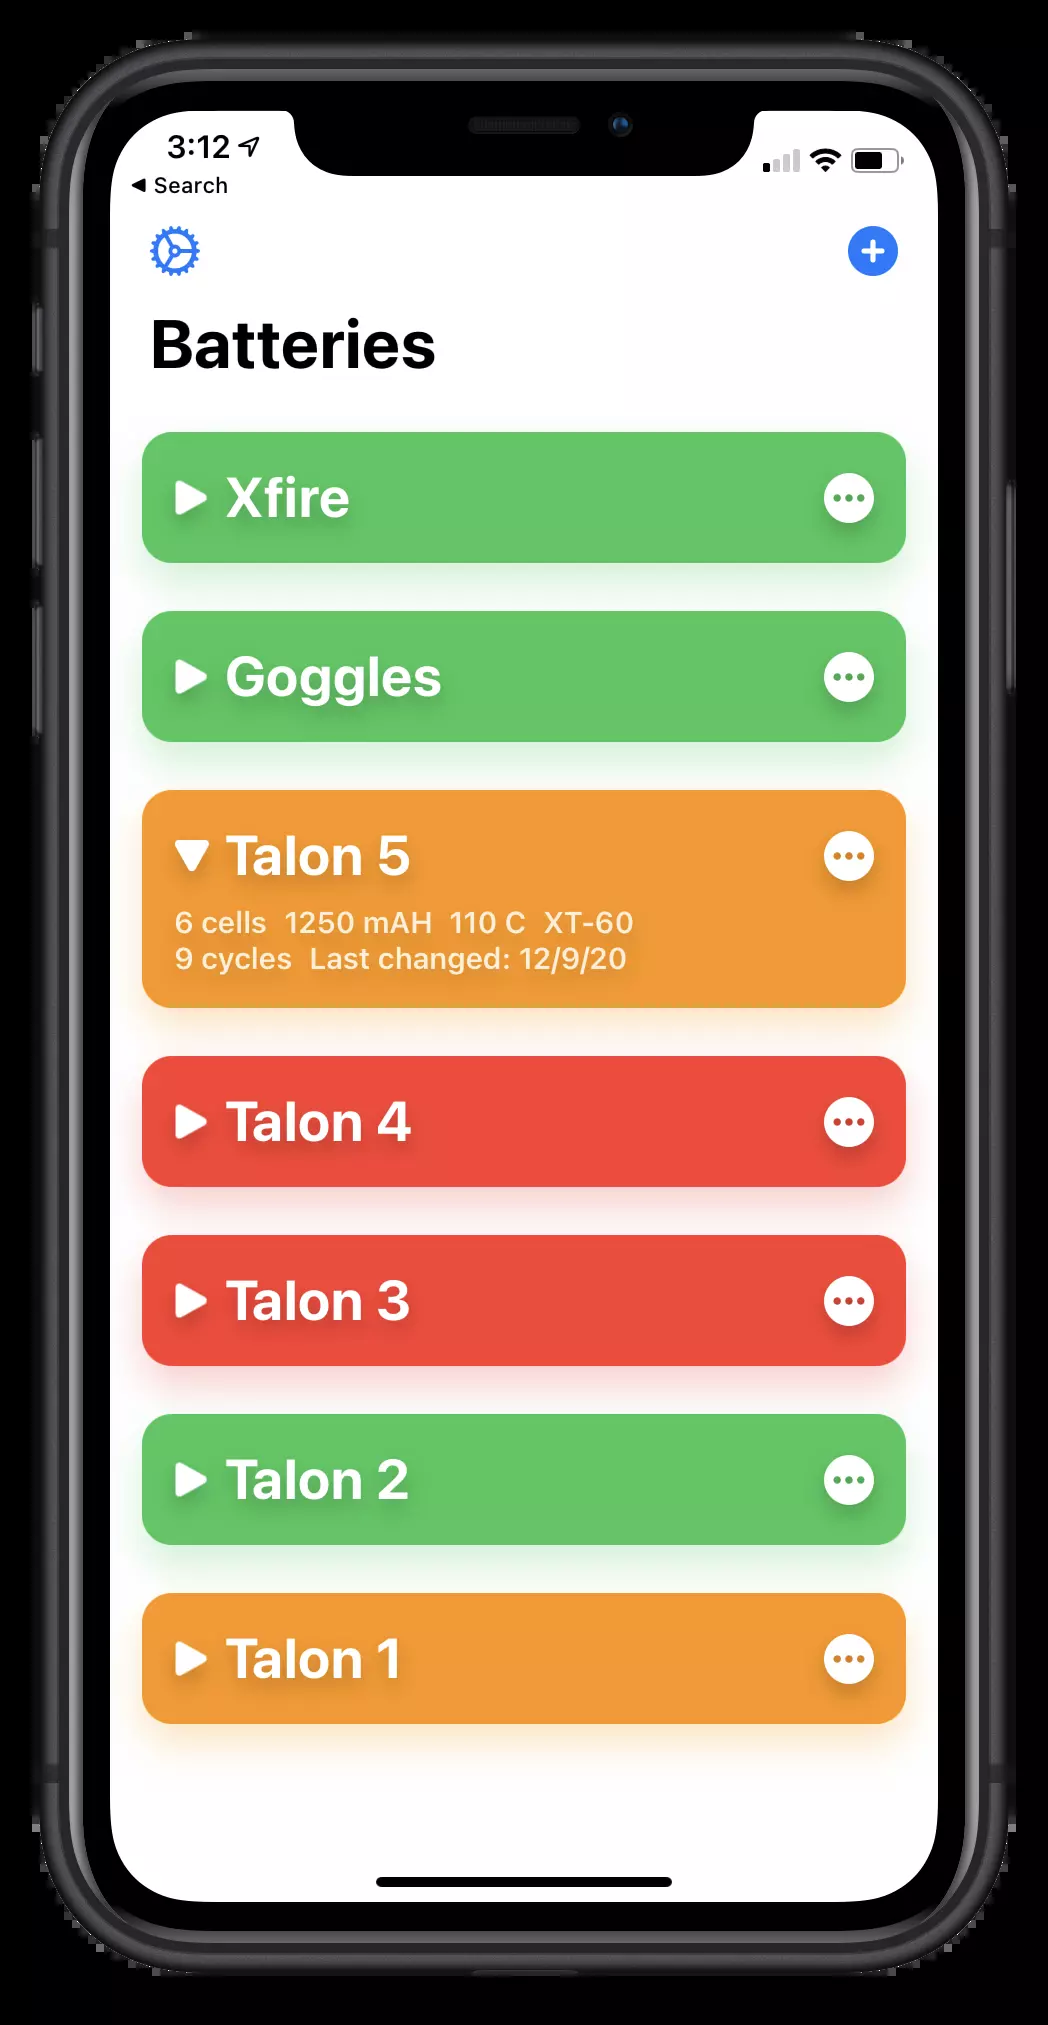 3:12
Search
Batteries
Xfire
Goggles
Talon 5
6 cells 1250 mAH 110 C XT-60
9 cycles Last changed: 12/9/20
Talon 4
Talon 3
Talon 2
Talon 1